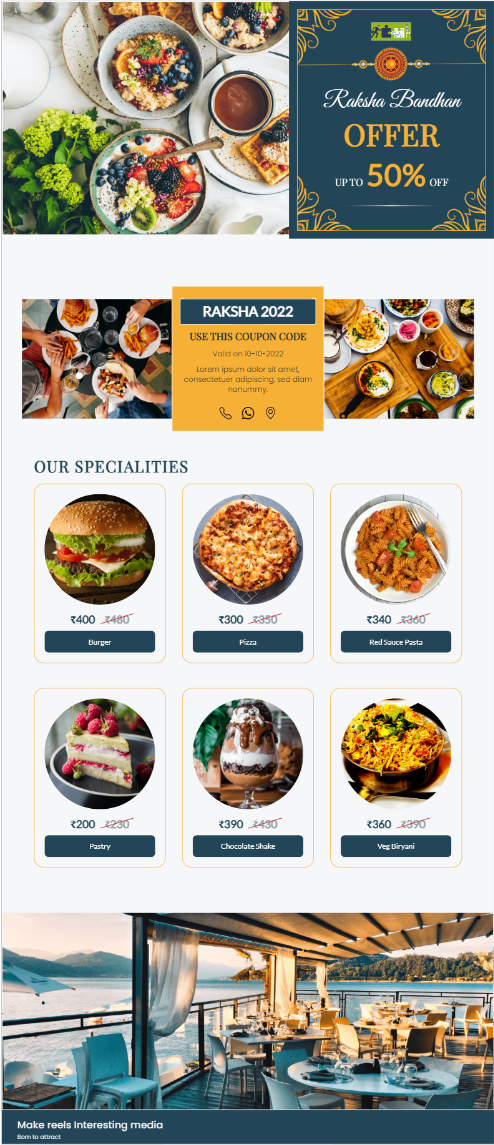 Raksha Bandhan
OFFER
UP TO 50% OFF
RAKSHA 2022
USE THIS COUPON CODE
Valid on 10-10-2022
Lorem ipsum dolor sit amet,
consectetuer adipiscing, sed diam
nonummy.
OUR SPECIALITIES
₹400 ₹480
Burger
₹300 ₹350
Pizza
₹340 ₹360
Red Sauce Pasta
₹200 ₹230
Pastry
₹390 ₹430
Chocolate Shake
₹360 ₹390
Veg Biryani
Make reels Interesting media
Born to attract